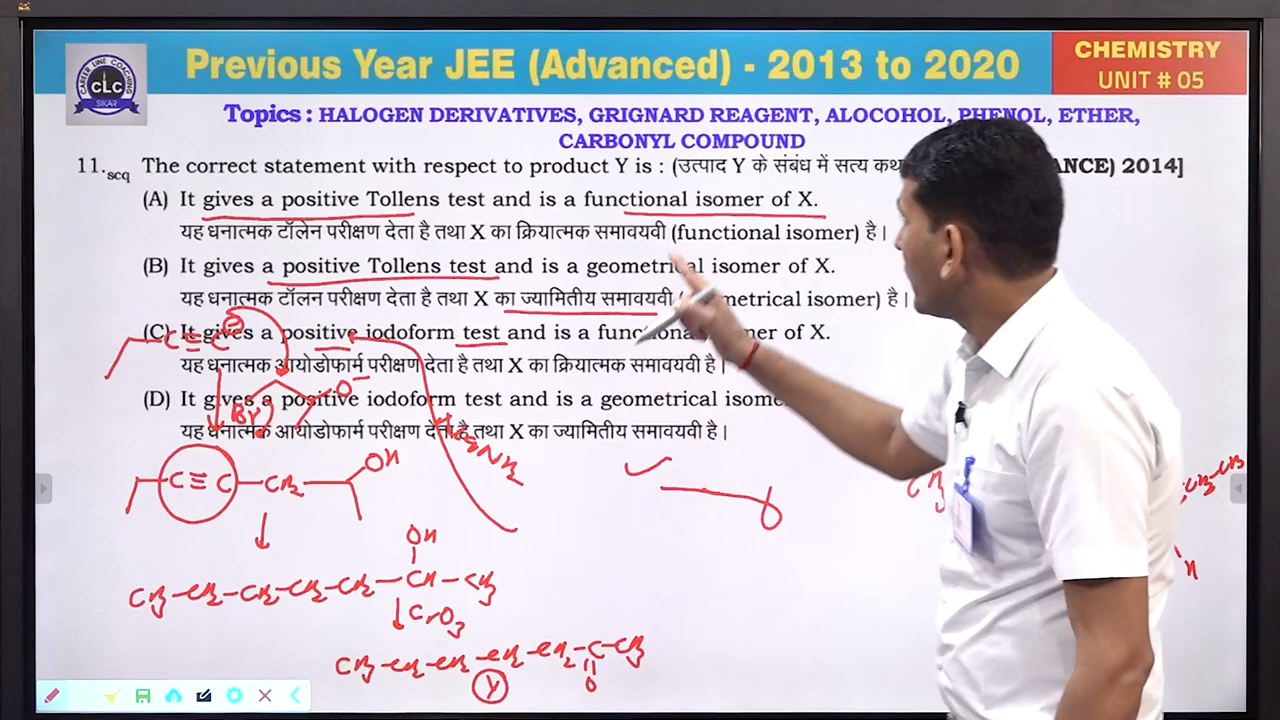 CAREER LINE COACHING
CLC
SIKAR
Previous Year JEE (Advanced) - 2013 to 2020
CHEMISTRY
UNIT # 05
Topics : HALOGEN DERIVATIVES, GRIGNARD REAGENT, ALOCOHOL, PHENOL, ETHER,
CARBONYL COMPOUND
11. scq The correct statement with respect to product Y is : (उत्पाद Y के संबंध में सत्य कथ ANCE) 2014]
(A) It gives a positive Tollens test and is a functional isomer of X.
यह धनात्मक टॉलेन परीक्षण देता है तथा X का क्रियात्मक समावयवी (functional isomer) है।
(B) It gives a positive Tollens test and is a geometrical isomer of X.
यह धनात्मक टॉलन परीक्षण देता है तथा X का ज्यामितीय समावयवी metrical isomer) है।
(C) It gives a positive iodoform test and is a functional isomer of X.
C≡C
यह धनात्मक आयोडोफार्म परीक्षण देता है तथा X का क्रियात्मक समावयवी है।
O⁻
Br
(D) It gives a positive iodoform test and is a geometrical isome
यह धनात्मक आयोडोफार्म परीक्षण देता है तथा X का ज्यामितीय समावयवी है।
C≡C-CH₂ OH
OH
CH₃-CH₂-CH₂-CH₂-CH₂-CH-CH₃
CrO₃
CH₃-CH₂-CH₂-CH₂-CH₂-C-CH₃
Y
O